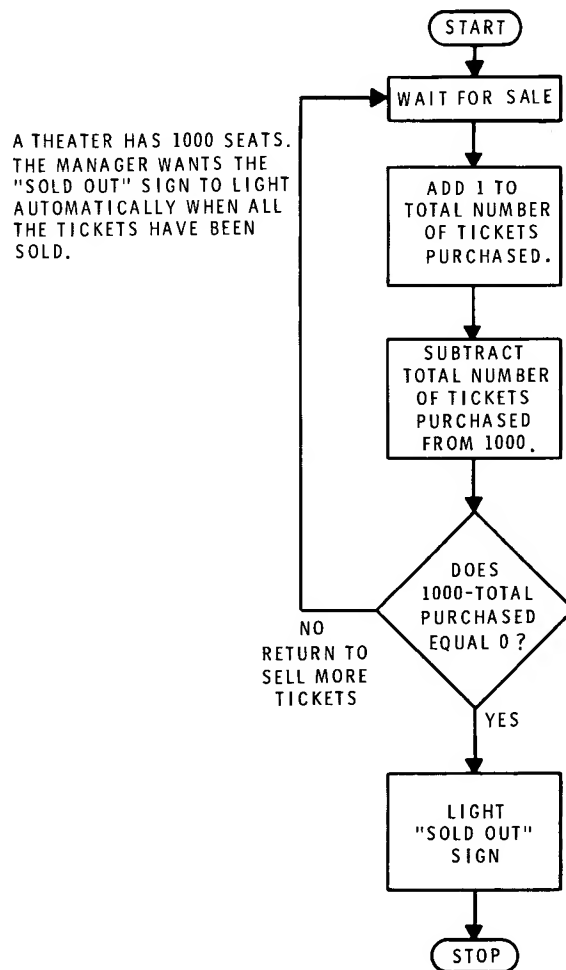 START
WAIT FOR SALE
A THEATER HAS 1000 SEATS.
THE MANAGER WANTS THE
"SOLD OUT" SIGN TO LIGHT
AUTOMATICALLY WHEN ALL
THE TICKETS HAVE BEEN
SOLD.
ADD 1 TO
TOTAL NUMBER
OF TICKETS
PURCHASED.
SUBTRACT
TOTAL NUMBER
OF TICKETS
PURCHASED
FROM 1000.
DOES
1000-TOTAL
PURCHASED
EQUAL 0?
NO
RETURN TO
SELL MORE
TICKETS
YES
LIGHT
"SOLD OUT"
SIGN
STOP